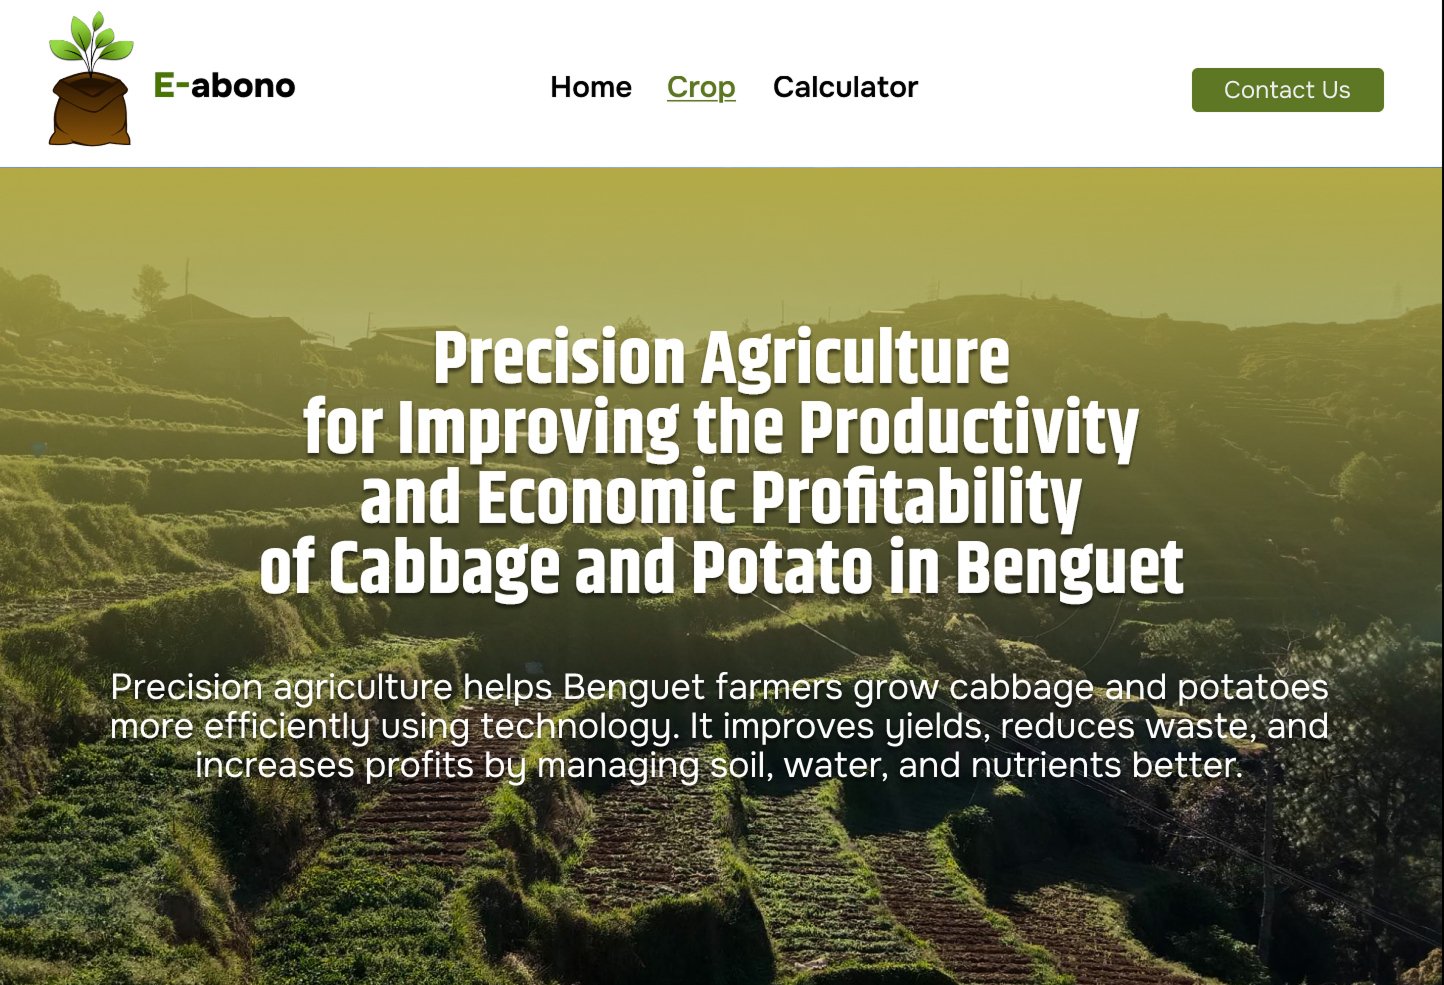 E-abono
Home
Crop
Calculator
Contact Us
Precision Agriculture
for Improving the Productivity
and Economic Profitability
of Cabbage and Potato in Benguet
Precision agriculture helps Benguet farmers grow cabbage and potatoes
more efficiently using technology. It improves yields, reduces waste, and
increases profits by managing soil, water, and nutrients better.